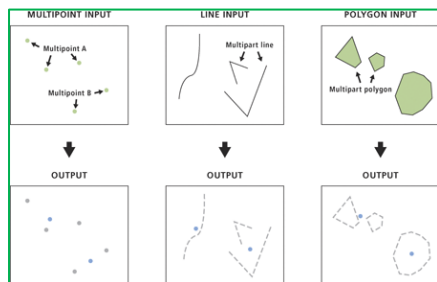 MULTIPOINT INPUT
Multipoint A
Multipoint B
OUTPUT
LINE INPUT
Multipart line
OUTPUT
POLYGON INPUT
Multipart polygon
OUTPUT